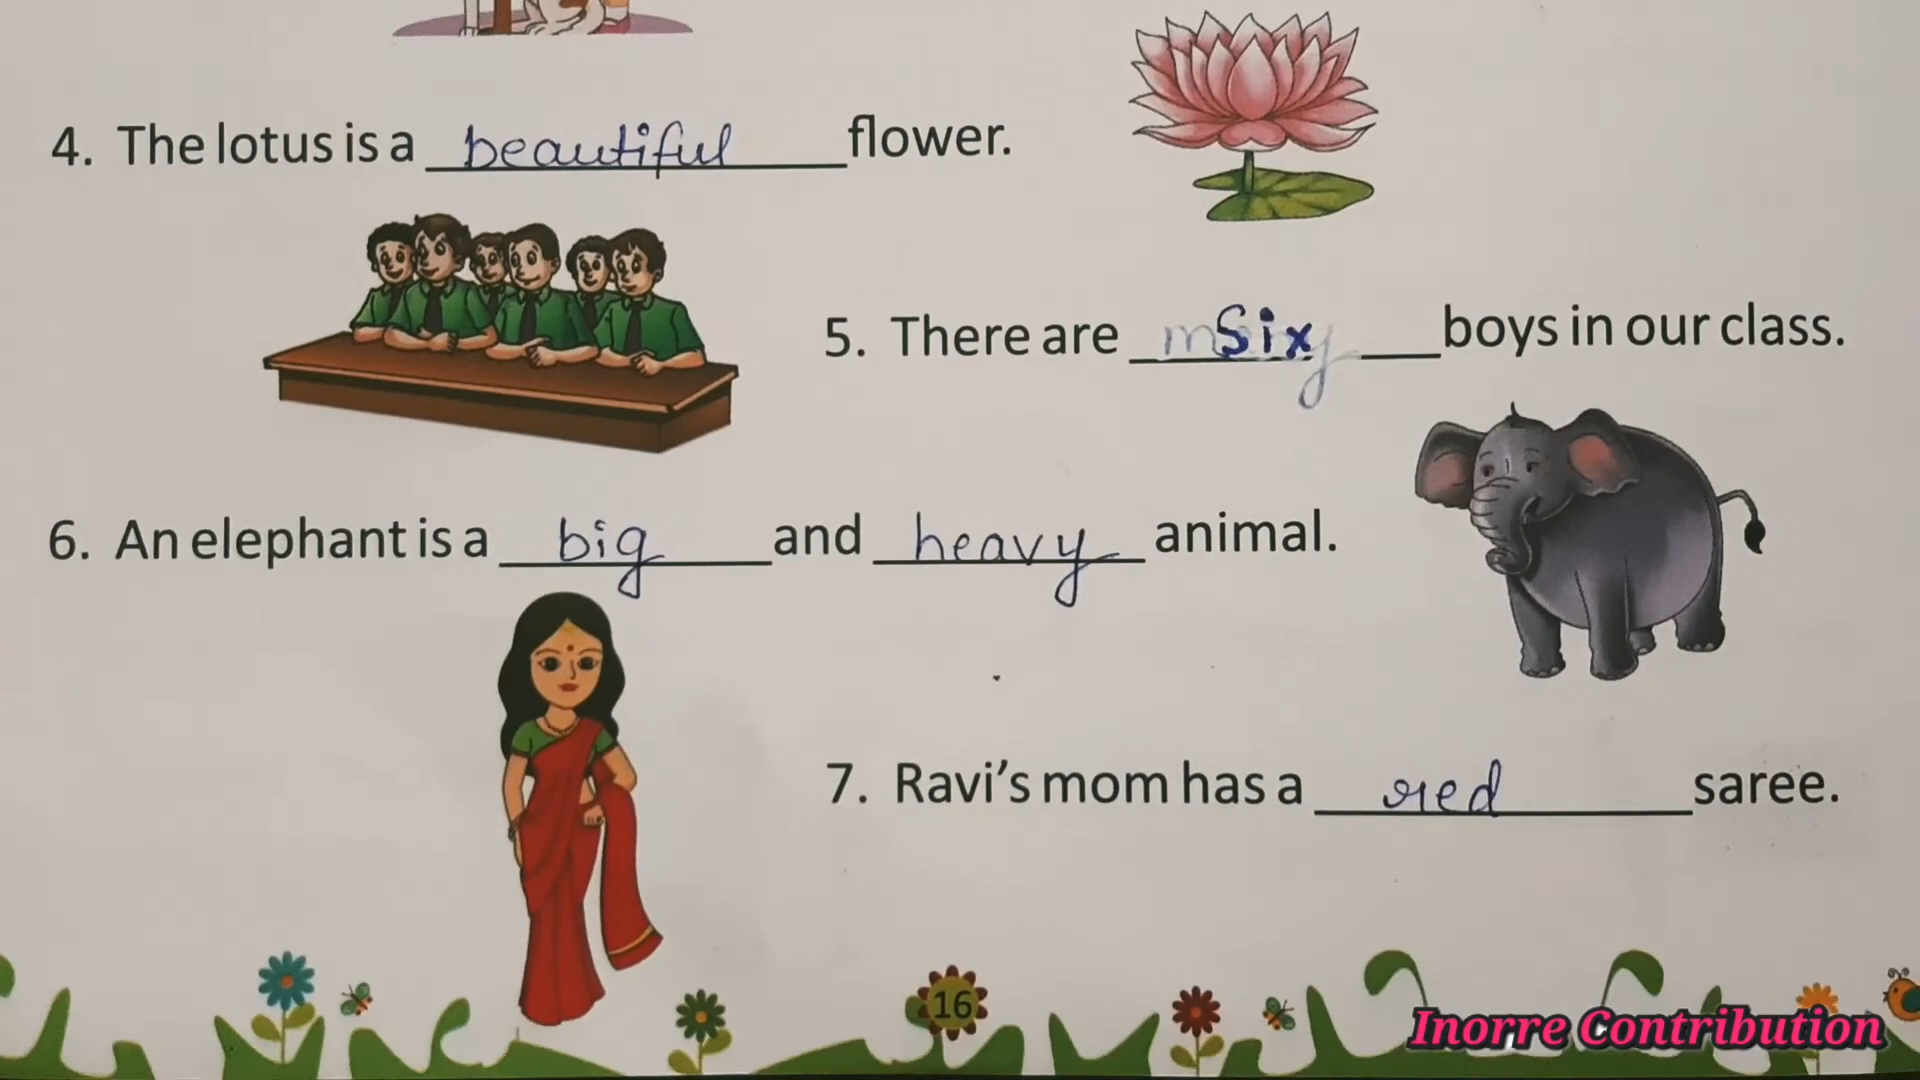 4. The lotus is a beautiful flower.
5. There are Six boys in our class.
6. An elephant is a big and heavy animal.
7. Ravi's mom has a red saree.
16
Inorre Contribution